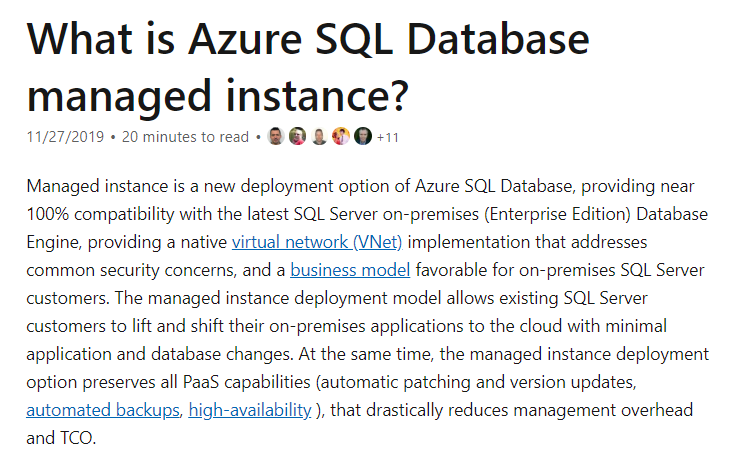 What is Azure SQL Database
managed instance?
11/27/2019 • 20 minutes to read • +11
Managed instance is a new deployment option of Azure SQL Database, providing near
100% compatibility with the latest SQL Server on-premises (Enterprise Edition) Database
Engine, providing a native virtual network (VNet) implementation that addresses
common security concerns, and a business model favorable for on-premises SQL Server
customers. The managed instance deployment model allows existing SQL Server
customers to lift and shift their on-premises applications to the cloud with minimal
application and database changes. At the same time, the managed instance deployment
option preserves all PaaS capabilities (automatic patching and version updates,
automated backups, high-availability ), that drastically reduces management overhead
and TCO.